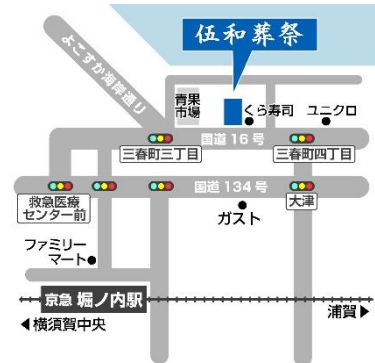 伍和葬祭
よこすか海岸通り
青果
市場
くら寿司
ユニクロ
国道16号
三春町三丁目
三春町四丁目
国道134号
救急医療
センター前
ガスト
大津
ファミリー
マート
京急 堀ノ内駅
浦賀
横須賀中央